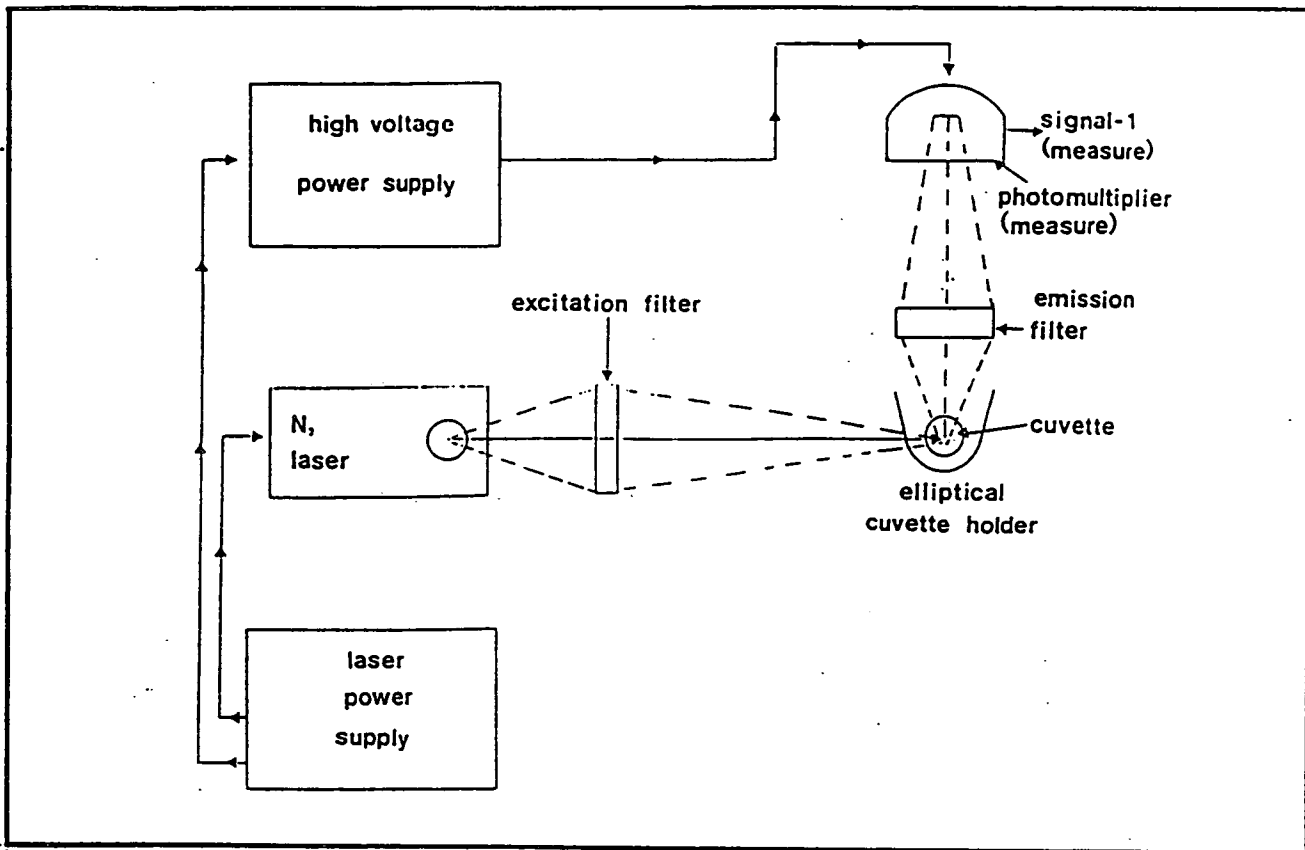 high voltage
power supply
signal-1
(measure)
photomultiplier
(measure)
excitation filter
emission
filter
N,
laser
cuvette
elliptical
cuvette holder
laser
power
supply